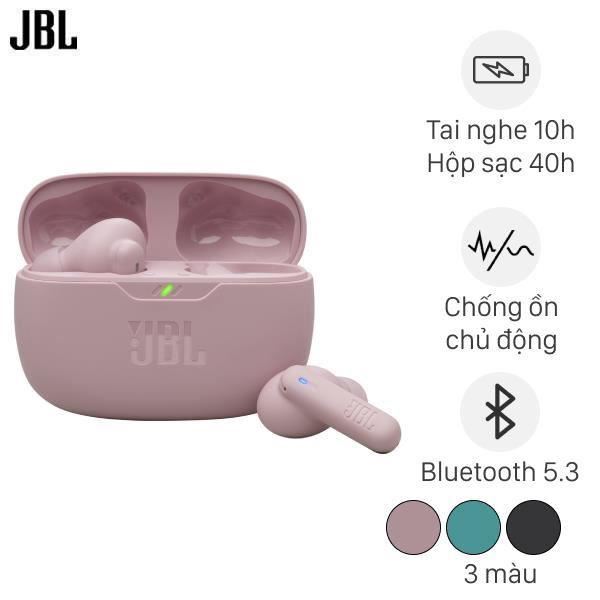 JBL
Tai nghe 10h
Hộp sạc 40h
Chống ồn
chủ động
JBL
JBL
Bluetooth 5.3
3 màu